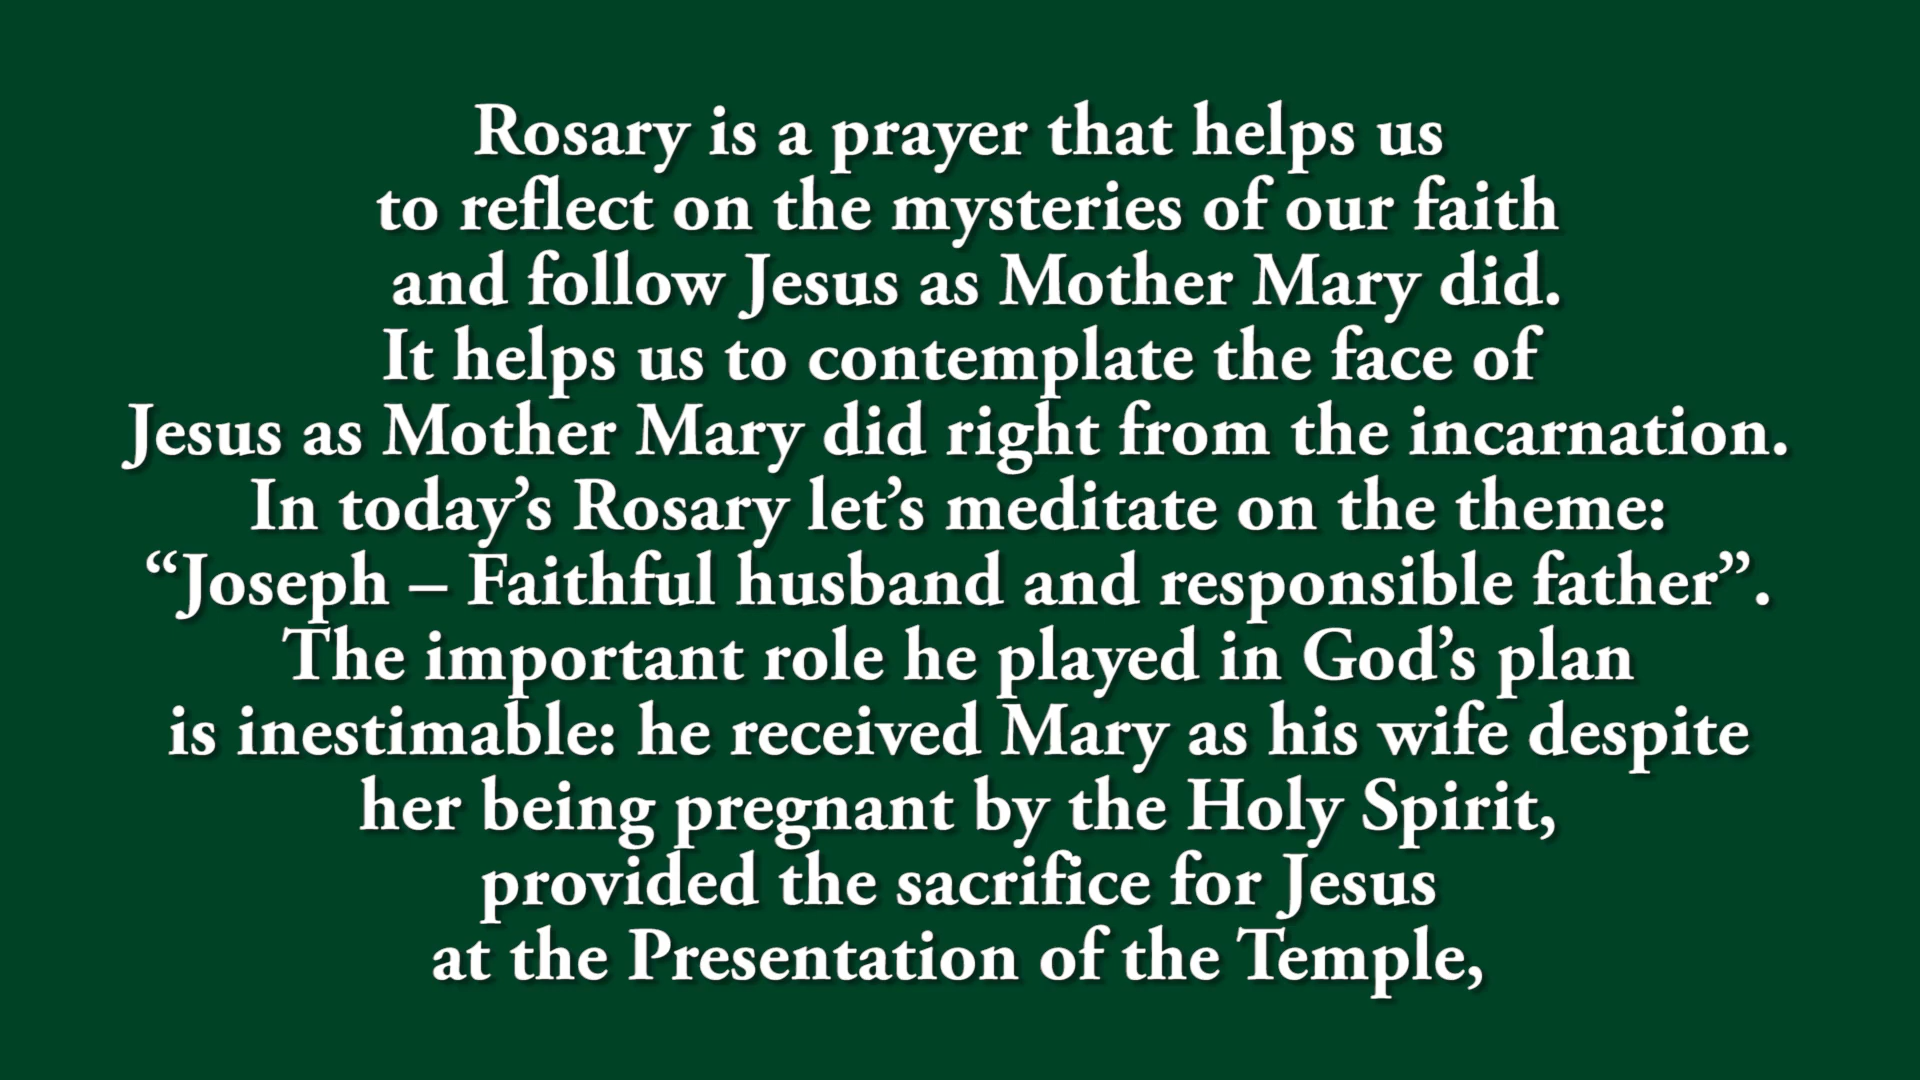 Rosary is a prayer that helps us
to reflect on the mysteries of our faith
and follow Jesus as Mother Mary did.
It helps us to contemplate the face of
Jesus as Mother Mary did right from the incarnation.
In today’s Rosary let’s meditate on the theme:
“Joseph – Faithful husband and responsible father”.
The important role he played in God’s plan
is inestimable: he received Mary as his wife despite
her being pregnant by the Holy Spirit,
provided the sacrifice for Jesus
at the Presentation of the Temple,